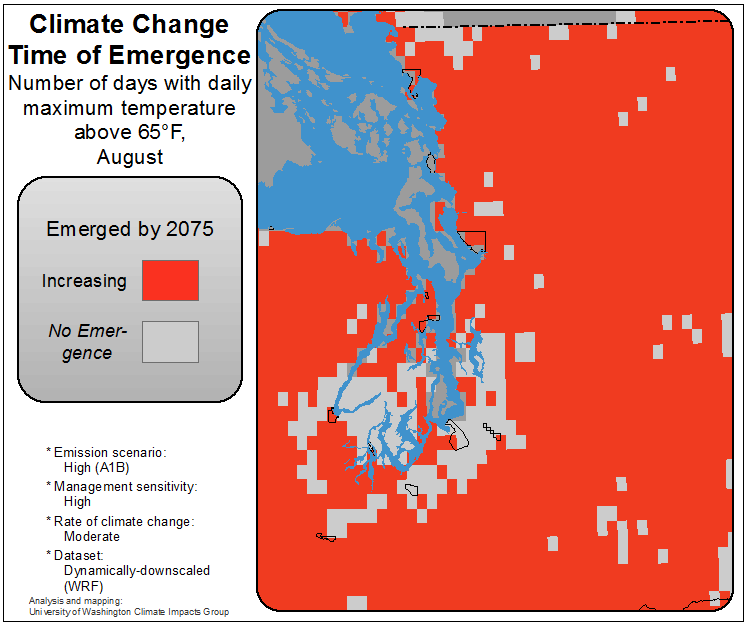 Climate Change
Time of Emergence
Number of days with daily
maximum temperature
above 65°F,
August
Emerged by 2075
Increasing
No Emer-
gence
* Emission scenario:
High (A1B)
* Management sensitivity:
High
* Rate of climate change:
Moderate
* Dataset:
Dynamically-downscaled
(WRF)
Analysis and mapping:
University of Washington Climate Impacts Group